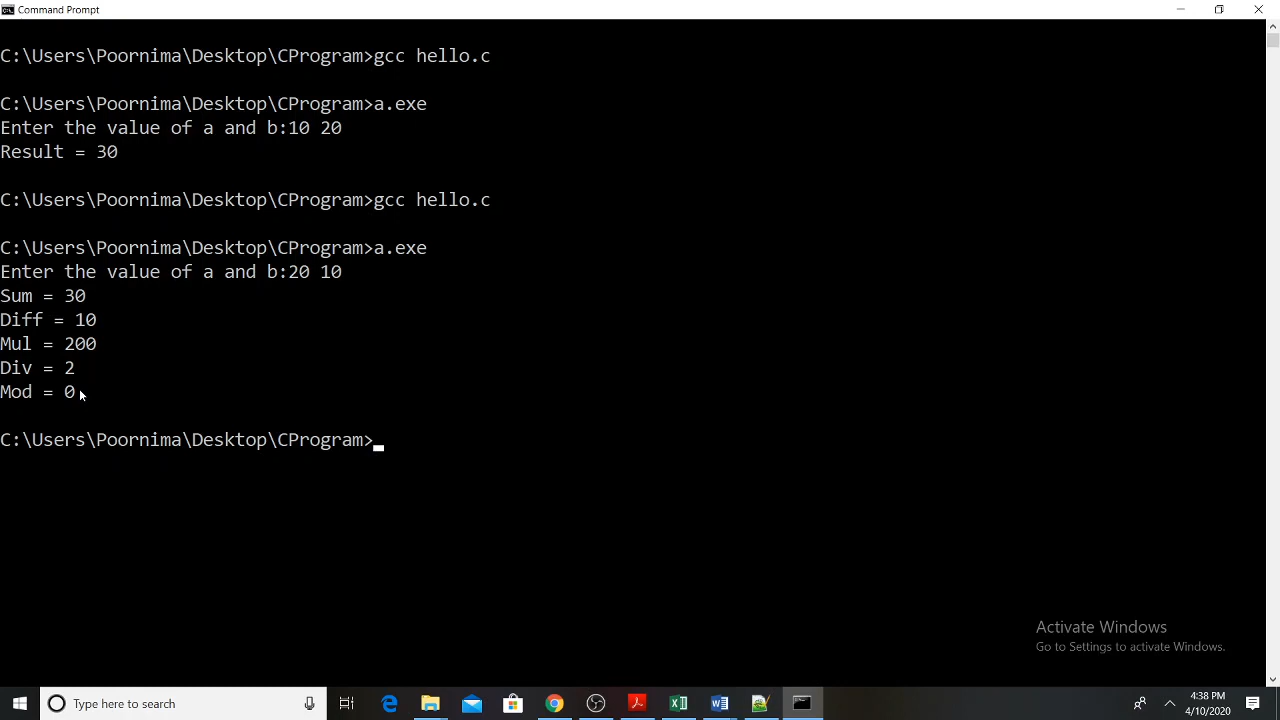 Command Prompt
C:\Users\Poornima\Desktop\CProgram>gcc hello.c
C:\Users\Poornima\Desktop\CProgram>a.exe
Enter the value of a and b:10 20
Result = 30
C:\Users\Poornima\Desktop\CProgram>gcc hello.c
C:\Users\Poornima\Desktop\CProgram>a.exe
Enter the value of a and b:20 10
Sum = 30
Diff = 10
Mul = 200
Div = 2
Mod = 0
C:\Users\Poornima\Desktop\CProgram>
Activate Windows
Go to Settings to activate Windows.
Type here to search
4:38 PM
4/10/2020